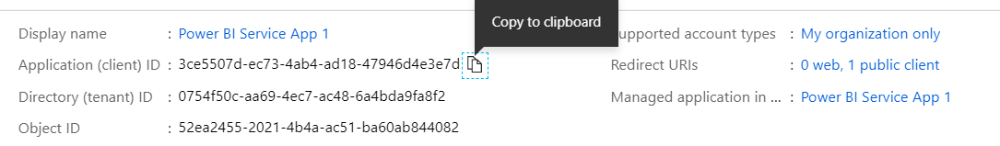 Copy to clipboard
Display name : Power BI Service App 1
upported account types : My organization only
Application (client) ID : 3ce5507d-ec73-4ab4-ad18-47946d4e3e7d
Redirect URIs : 0 web, 1 public client
Directory (tenant) ID : 0754f50c-aa69-4ec7-ac48-6a4bda9fa8f2
Managed application in ... : Power BI Service App 1
Object ID : 52ea2455-2021-4b4a-ac51-ba60ab844082